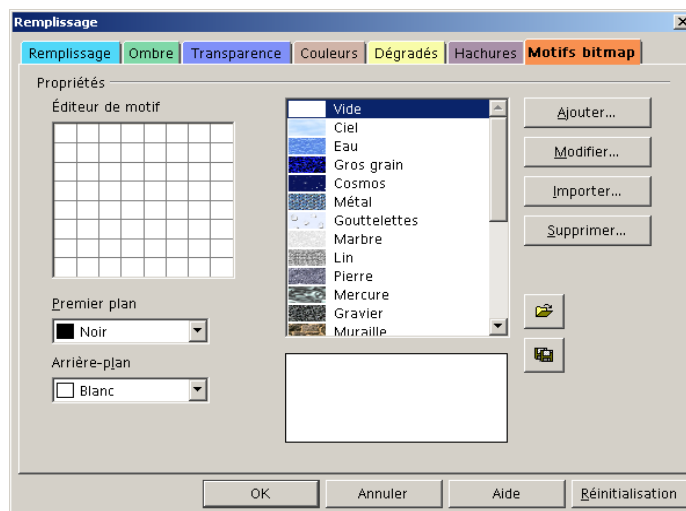 Remplissage
Remplissage Ombre Transparence Couleurs Dégradés Hachures Motifs bitmap
Propriétés
Éditeur de motif
Vide
Ciel
Eau
Gros grain
Cosmos
Métal
Gouttelettes
Marbre
Lin
Pierre
Mercure
Gravier
Muraille
Ajouter...
Modifier...
Importer...
Supprimer...
Premier plan
Noir
Arrière-plan
Blanc
OK Annuler Aide Réinitialisation